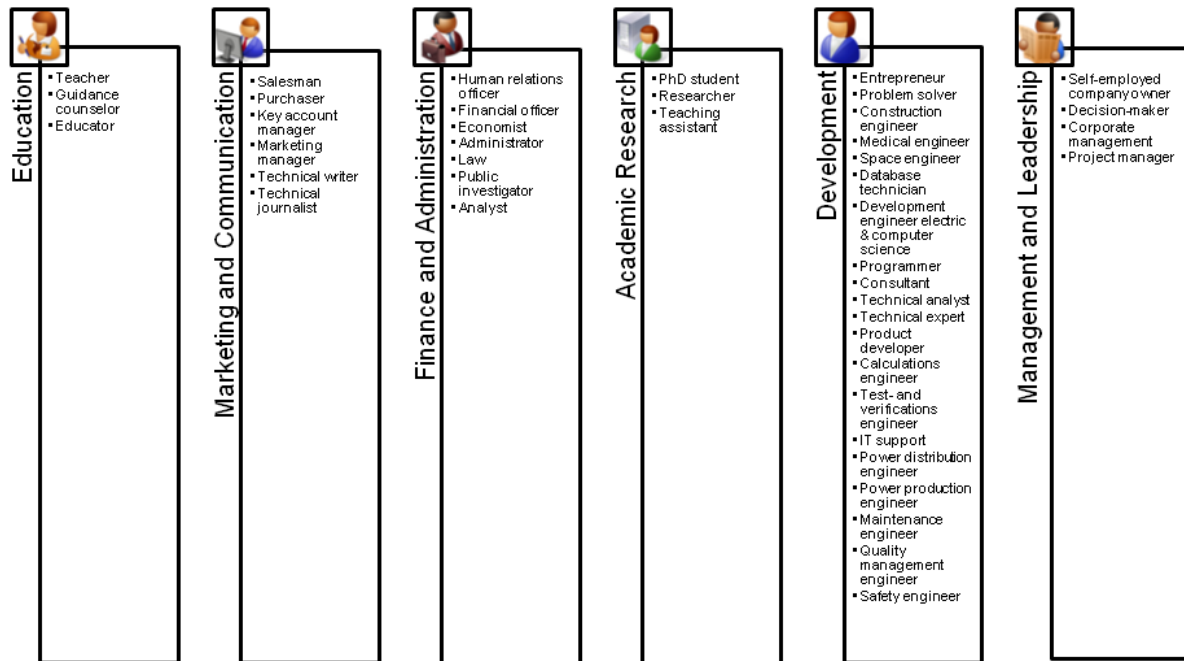 Education
▪ Teacher
▪ Guidance
counselor
▪ Educator
Marketing and Communication
▪ Salesman
▪ Purchaser
▪ Key account
manager
▪ Marketing
manager
▪ Technical writer
▪ Technical
journalist
Finance and Administration
▪ Human relations
officer
▪ Financial officer
▪ Economist
▪ Administrator
▪ Law
▪ Public
investigator
▪ Analyst
Academic Research
▪ PhD student
▪ Researcher
▪ Teaching
assistant
Development
▪ Entrepreneur
▪ Problem solver
▪ Construction
engineer
▪ Medical engineer
▪ Space engineer
▪ Database
technician
▪ Development
engineer electric
& computer
science
▪ Programmer
▪ Consultant
▪ Technical analyst
▪ Technical expert
▪ Product
developer
▪ Calculations
engineer
▪ Test- and
verifications
engineer
▪ IT support
▪ Power distribution
engineer
▪ Power production
engineer
▪ Maintenance
engineer
▪ Quality
management
engineer
▪ Safety engineer
Management and Leadership
▪ Self-employed
company owner
▪ Decision-maker
▪ Corporate
management
▪ Project manager